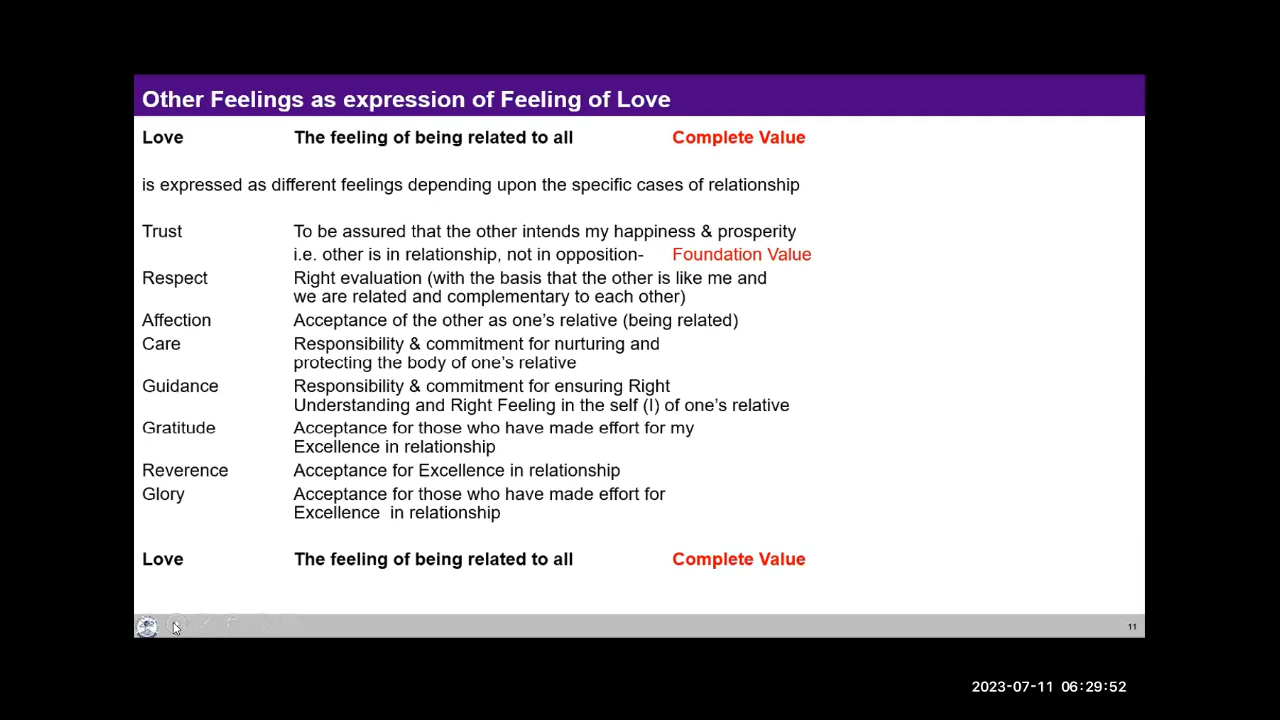 Other Feelings as expression of Feeling of Love
Love The feeling of being related to all Complete Value
is expressed as different feelings depending upon the specific cases of relationship
Trust To be assured that the other intends my happiness & prosperity
i.e. other is in relationship, not in opposition- Foundation Value
Respect Right evaluation (with the basis that the other is like me and
we are related and complementary to each other)
Affection Acceptance of the other as one’s relative (being related)
Care Responsibility & commitment for nurturing and
protecting the body of one’s relative
Guidance Responsibility & commitment for ensuring Right
Understanding and Right Feeling in the self (I) of one’s relative
Gratitude Acceptance for those who have made effort for my
Excellence in relationship
Reverence Acceptance for Excellence in relationship
Glory Acceptance for those who have made effort for
Excellence in relationship
Love The feeling of being related to all Complete Value
11
2023-07-11 06:29:52